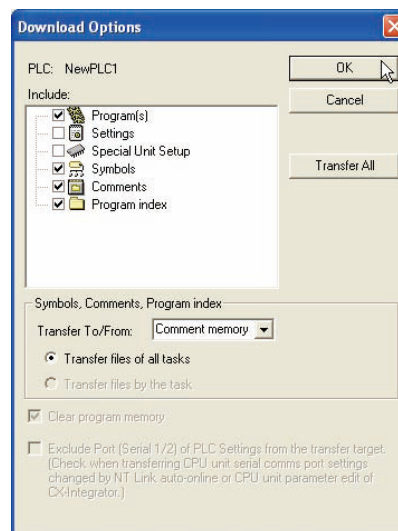 Download Options
PLC: NewPLC1
OK
Include:
Cancel
Program(s)
Settings
Special Unit Setup
Transfer All
Symbols
Comments
Program index
Symbols, Comments, Program index
Transfer To/From: Comment memory
Transfer files of all tasks
Transfer files by the task
Clear program memory
Exclude Port (Serial 1/2) of PLC Settings from the transfer target.
(Check when transferring CPU unit serial comms port settings
changed by NT Link auto-online or CPU unit parameter edit of
CX-Integrator.)